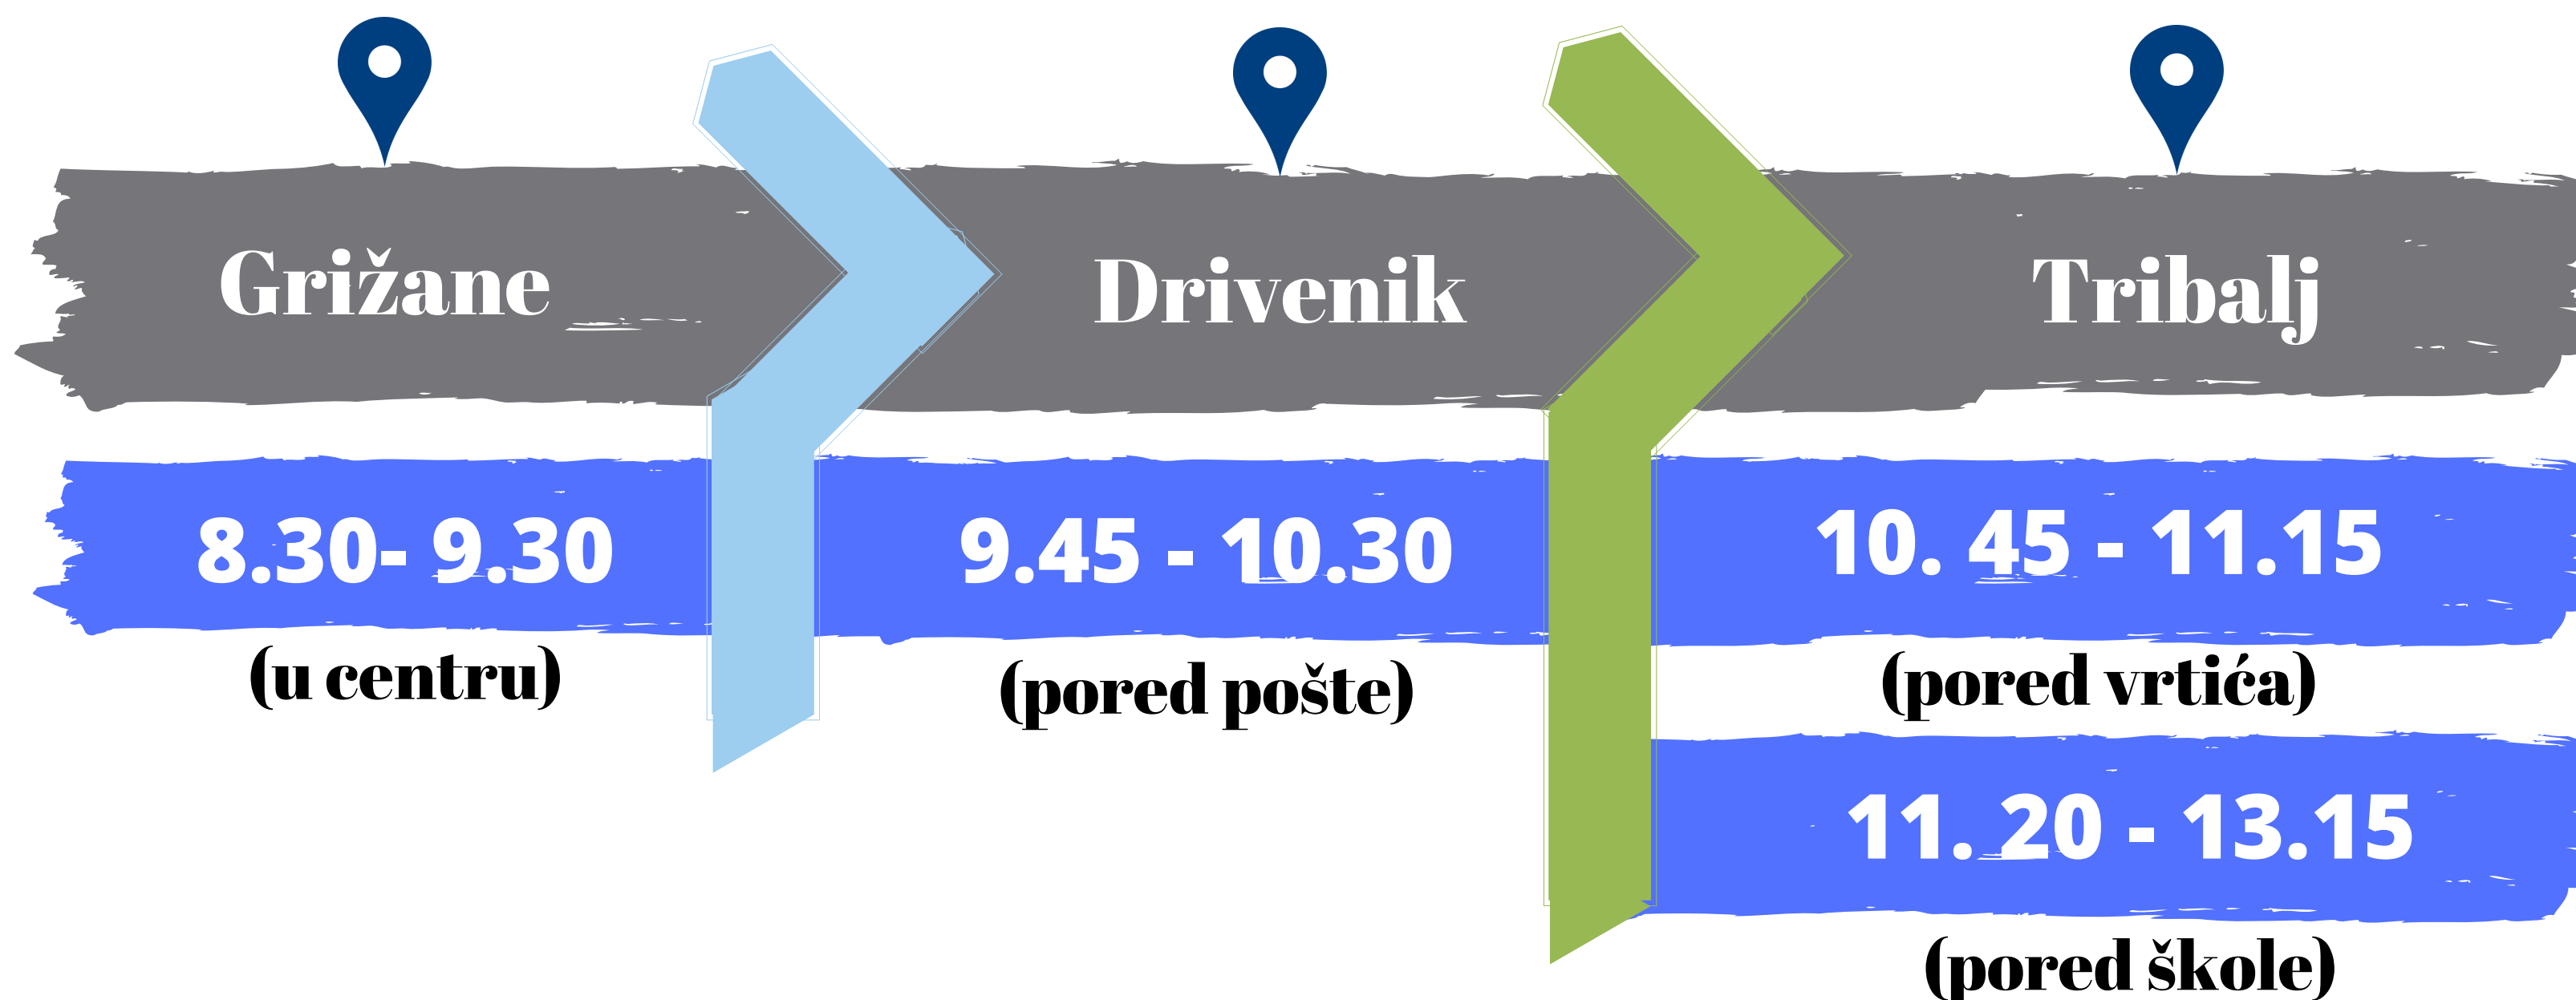 Grižane
Drivenik
Tribalj
8.30- 9.30
9.45 - 10.30
10. 45 - 11.15
(u centru)
(pored pošte)
(pored vrtića)
11. 20 - 13.15
(pored škole)